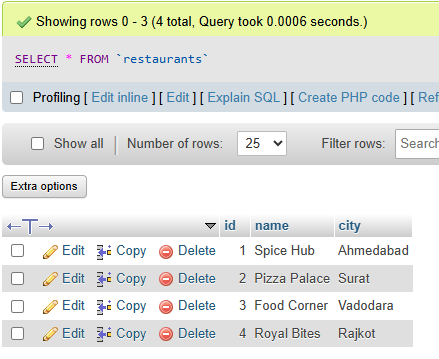 Showing rows 0 - 3 (4 total, Query took 0.0006 seconds.)
SELECT * FROM `restaurants`
Profiling [ Edit inline ] [ Edit ] [ Explain SQL ] [ Create PHP code ] [ Ref
Show all Number of rows: 25 Filter rows: Search
Extra options
id name city
Edit Copy Delete 1 Spice Hub Ahmedabad
Edit Copy Delete 2 Pizza Palace Surat
Edit Copy Delete 3 Food Corner Vadodara
Edit Copy Delete 4 Royal Bites Rajkot